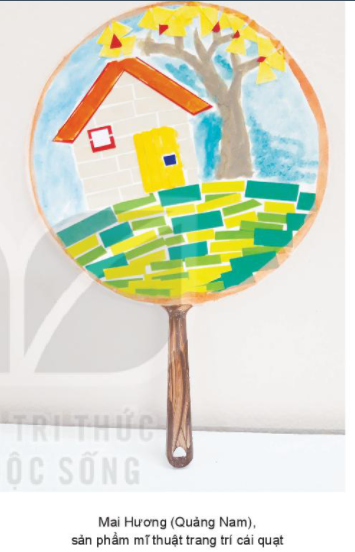 TRI THỨC
ỘC SỐNG
Mai Hương (Quảng Nam),
sản phẩm mĩ thuật trang trí cái quạt